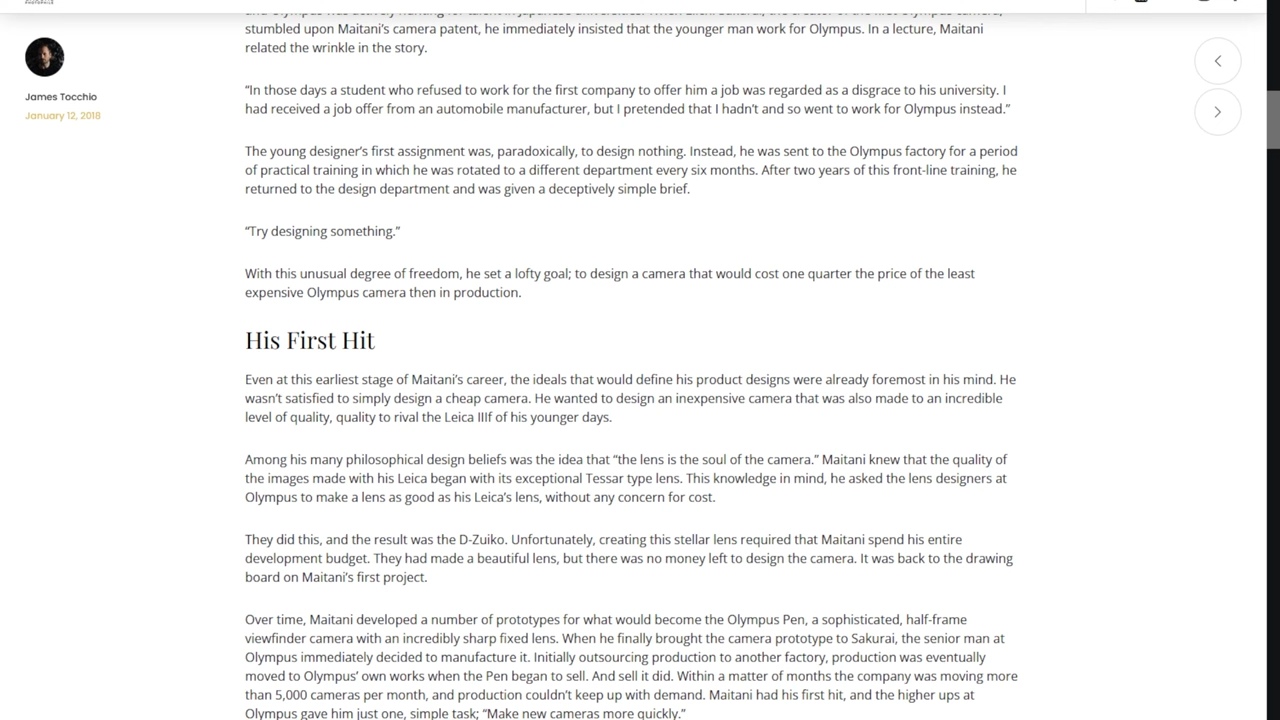 stumbled upon Maitani's camera patent, he immediately insisted that the younger man work for Olympus. In a lecture, Maitani
related the wrinkle in the story.
James Tocchio
January 12, 2018
“In those days a student who refused to work for the first company to offer him a job was regarded as a disgrace to his university. I
had received a job offer from an automobile manufacturer, but I pretended that I hadn’t and so went to work for Olympus instead.”
The young designer’s first assignment was, paradoxically, to design nothing. Instead, he was sent to the Olympus factory for a period
of practical training in which he was rotated to a different department every six months. After two years of this front-line training, he
returned to the design department and was given a deceptively simple brief.
“Try designing something.”
With this unusual degree of freedom, he set a lofty goal; to design a camera that would cost one quarter the price of the least
expensive Olympus camera then in production.
His First Hit
Even at this earliest stage of Maitani’s career, the ideals that would define his product designs were already foremost in his mind. He
wasn’t satisfied to simply design a cheap camera. He wanted to design an inexpensive camera that was also made to an incredible
level of quality, quality to rival the Leica IIIf of his younger days.
Among his many philosophical design beliefs was the idea that “the lens is the soul of the camera.” Maitani knew that the quality of
the images made with his Leica began with its exceptional Tessar type lens. This knowledge in mind, he asked the lens designers at
Olympus to make a lens as good as his Leica’s lens, without any concern for cost.
They did this, and the result was the D-Zuiko. Unfortunately, creating this stellar lens required that Maitani spend his entire
development budget. They had made a beautiful lens, but there was no money left to design the camera. It was back to the drawing
board on Maitani’s first project.
Over time, Maitani developed a number of prototypes for what would become the Olympus Pen, a sophisticated, half-frame
viewfinder camera with an incredibly sharp fixed lens. When he finally brought the camera prototype to Sakurai, the senior man at
Olympus immediately decided to manufacture it. Initially outsourcing production to another factory, production was eventually
moved to Olympus’ own works when the Pen began to sell. And sell it did. Within a matter of months the company was moving more
than 5,000 cameras per month, and production couldn’t keep up with demand. Maitani had his first hit, and the higher ups at
Olympus gave him just one, simple task; “Make new cameras more quickly.”